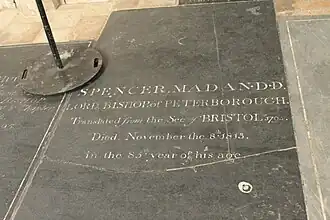 SPENCER, MADAN. D.D.
LORD BISHOP of PETERBOROUGH.
Translated from the See of BRISTOL
Died November the 8th 1813.
in the 85th year of his age.